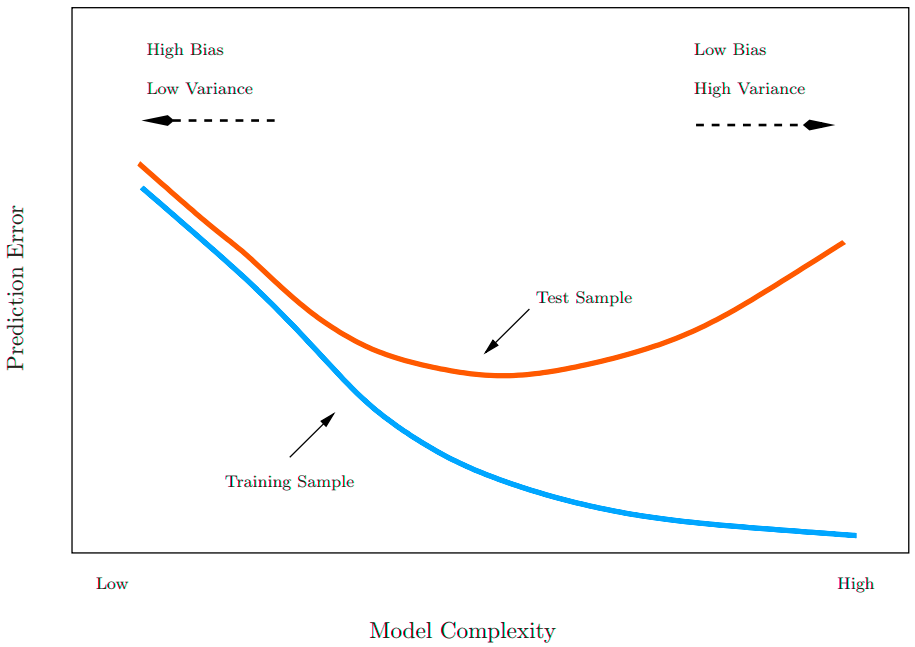 High Bias
Low Variance
Low Bias
High Variance
Prediction Error
Test Sample
Training Sample
Low
High
Model Complexity